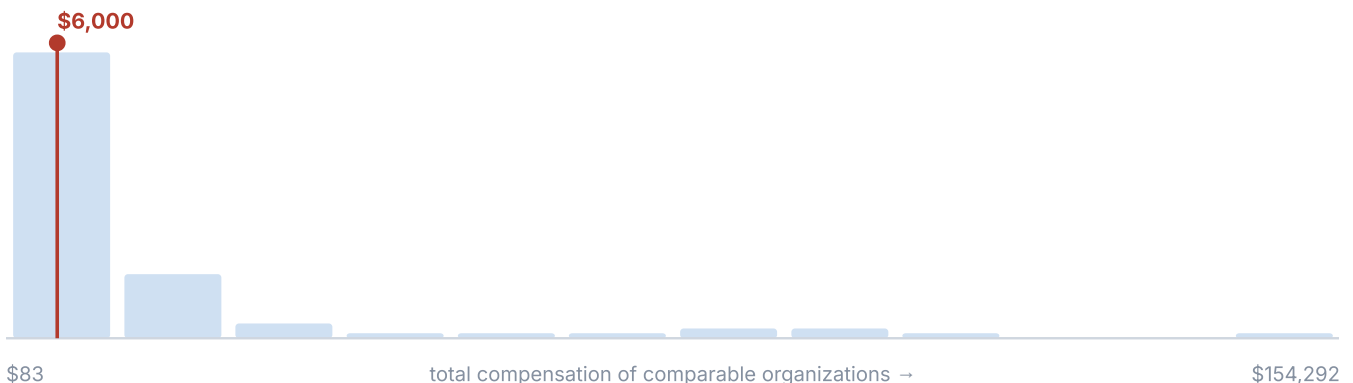 $6,000
$83 total compensation of comparable organizations → $154,292